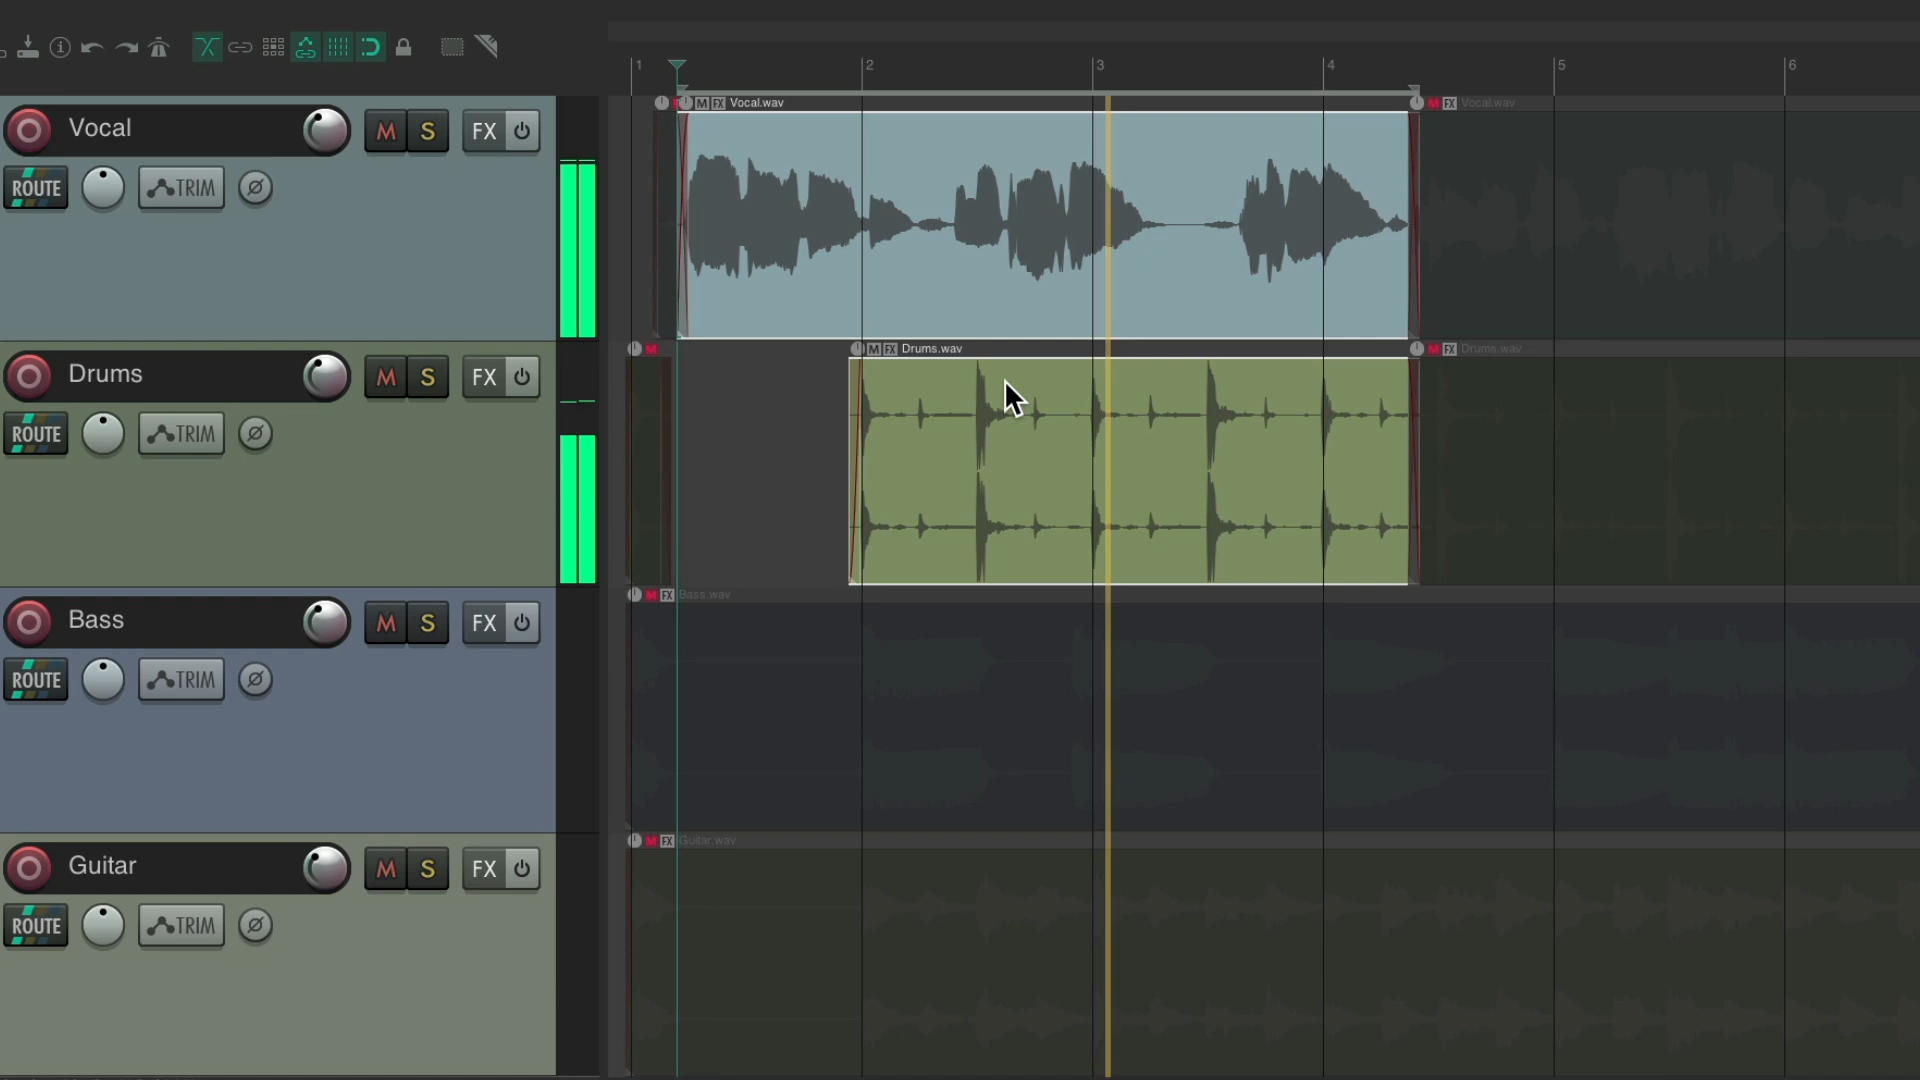 1 2 3 4 5 6
M FX Vocal.wav M FX Vocal.wav
Vocal M S FX
ROUTE TRIM
M M FX Drums.wav M FX Drums.wav
Drums M S FX
ROUTE TRIM
M FX Bass.wav
Bass M S FX
ROUTE TRIM
M FX Guitar.wav
Guitar M S FX
ROUTE TRIM